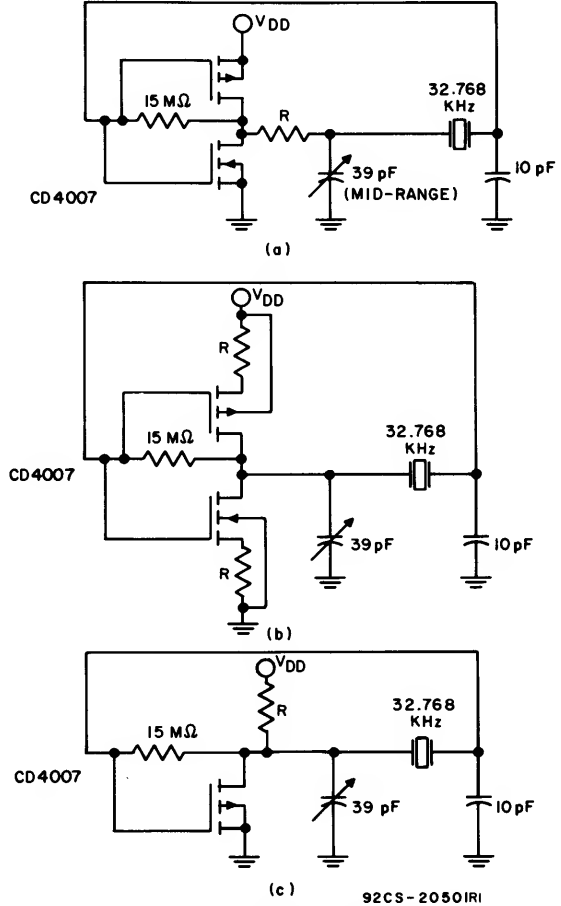 VDD
15 MΩ
R
32.768
KHz
39 pF
(MID-RANGE)
10 pF
CD4007
(a)
VDD
R
15 MΩ
32.768
KHz
CD4007
39 pF
10 pF
R
(b)
VDD
R
15 MΩ
32.768
KHz
CD4007
39 pF
10 pF
(c)
92CS-20501R1